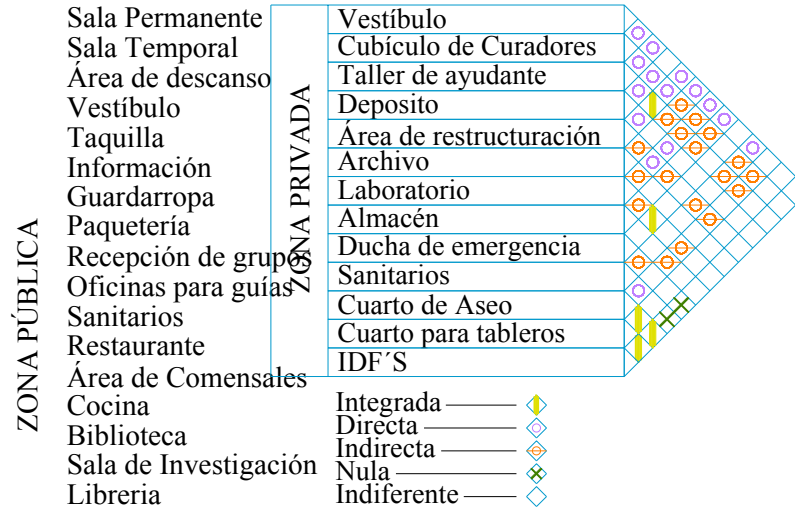 ZONA PÚBLICA
Sala Permanente
Sala Temporal
Área de descanso
Vestíbulo
Taquilla
Información
Guardarropa
Paquetería
Recepción de grupos
Oficinas para guías
Sanitarios
Restaurante
Área de Comensales
Cocina
Biblioteca
Sala de Investigación
Libreria
ZONA PRIVADA
Vestíbulo
Cubículo de Curadores
Taller de ayudante
Deposito
Área de restructuración
Archivo
Laboratorio
Almacén
Ducha de emergencia
Sanitarios
Cuarto de Aseo
Cuarto para tableros
IDF´S
Integrada
Directa
Indirecta
Nula
Indiferente